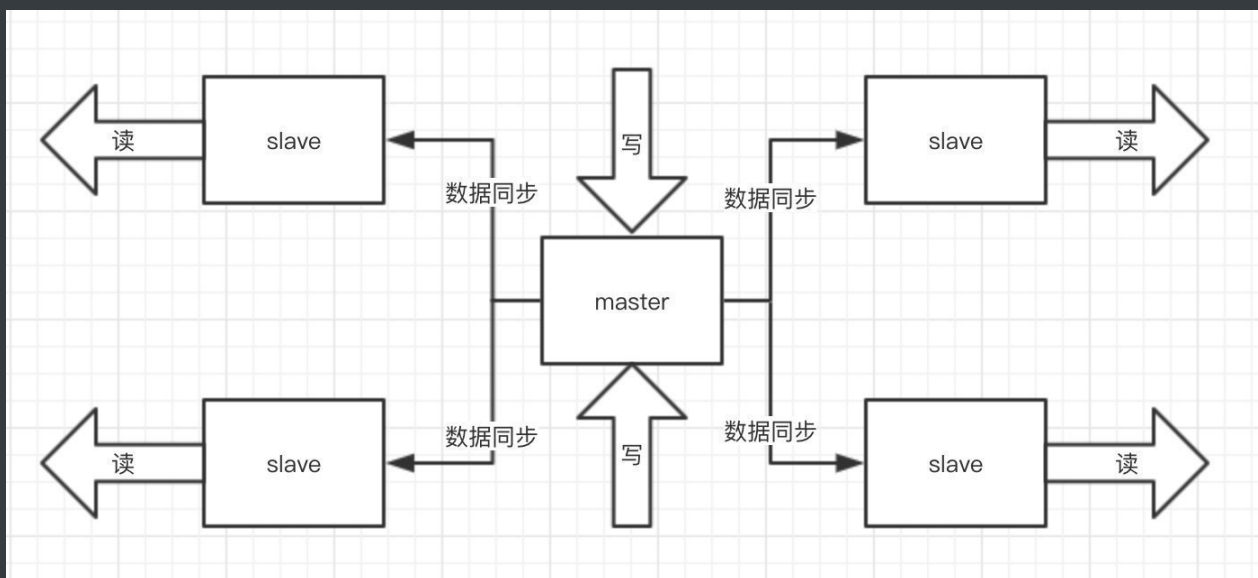 读
slave
写
slave
读
数据同步
数据同步
master
数据同步
数据同步
读
slave
写
slave
读